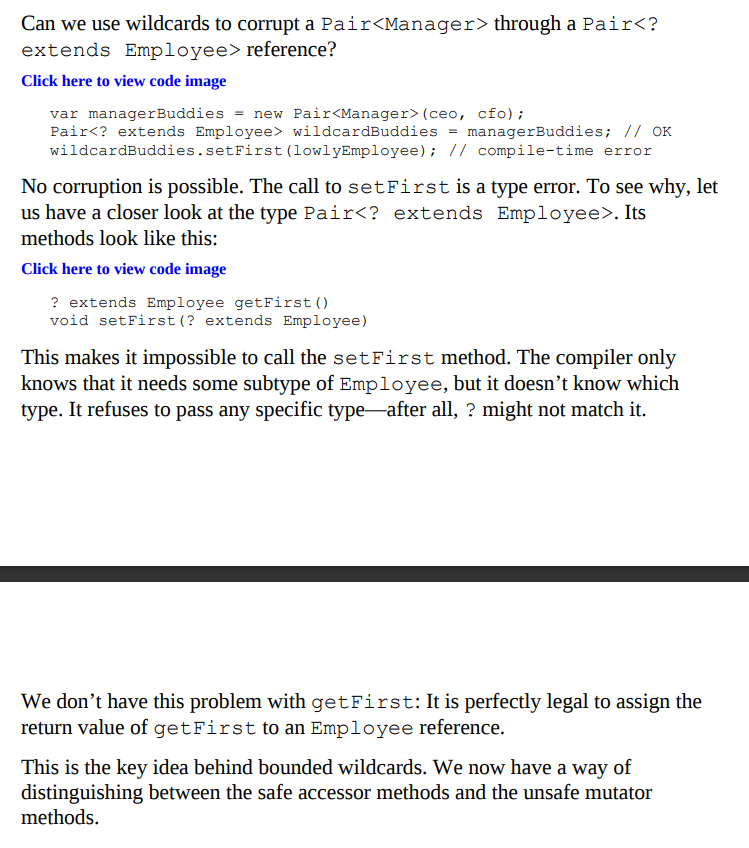 Can we use wildcards to corrupt a Pair<Manager> through a Pair<?
extends Employee> reference?
Click here to view code image
var managerBuddies = new Pair<Manager>(ceo, cfo);
Pair<? extends Employee> wildcardBuddies = managerBuddies; // OK
wildcardBuddies.setFirst(lowlyEmployee); // compile-time error
No corruption is possible. The call to setFirst is a type error. To see why, let
us have a closer look at the type Pair<? extends Employee>. Its
methods look like this:
Click here to view code image
? extends Employee getFirst()
void setFirst(? extends Employee)
This makes it impossible to call the setFirst method. The compiler only
knows that it needs some subtype of Employee, but it doesn’t know which
type. It refuses to pass any specific type—after all, ? might not match it.
We don’t have this problem with getFirst: It is perfectly legal to assign the
return value of getFirst to an Employee reference.
This is the key idea behind bounded wildcards. We now have a way of
distinguishing between the safe accessor methods and the unsafe mutator
methods.